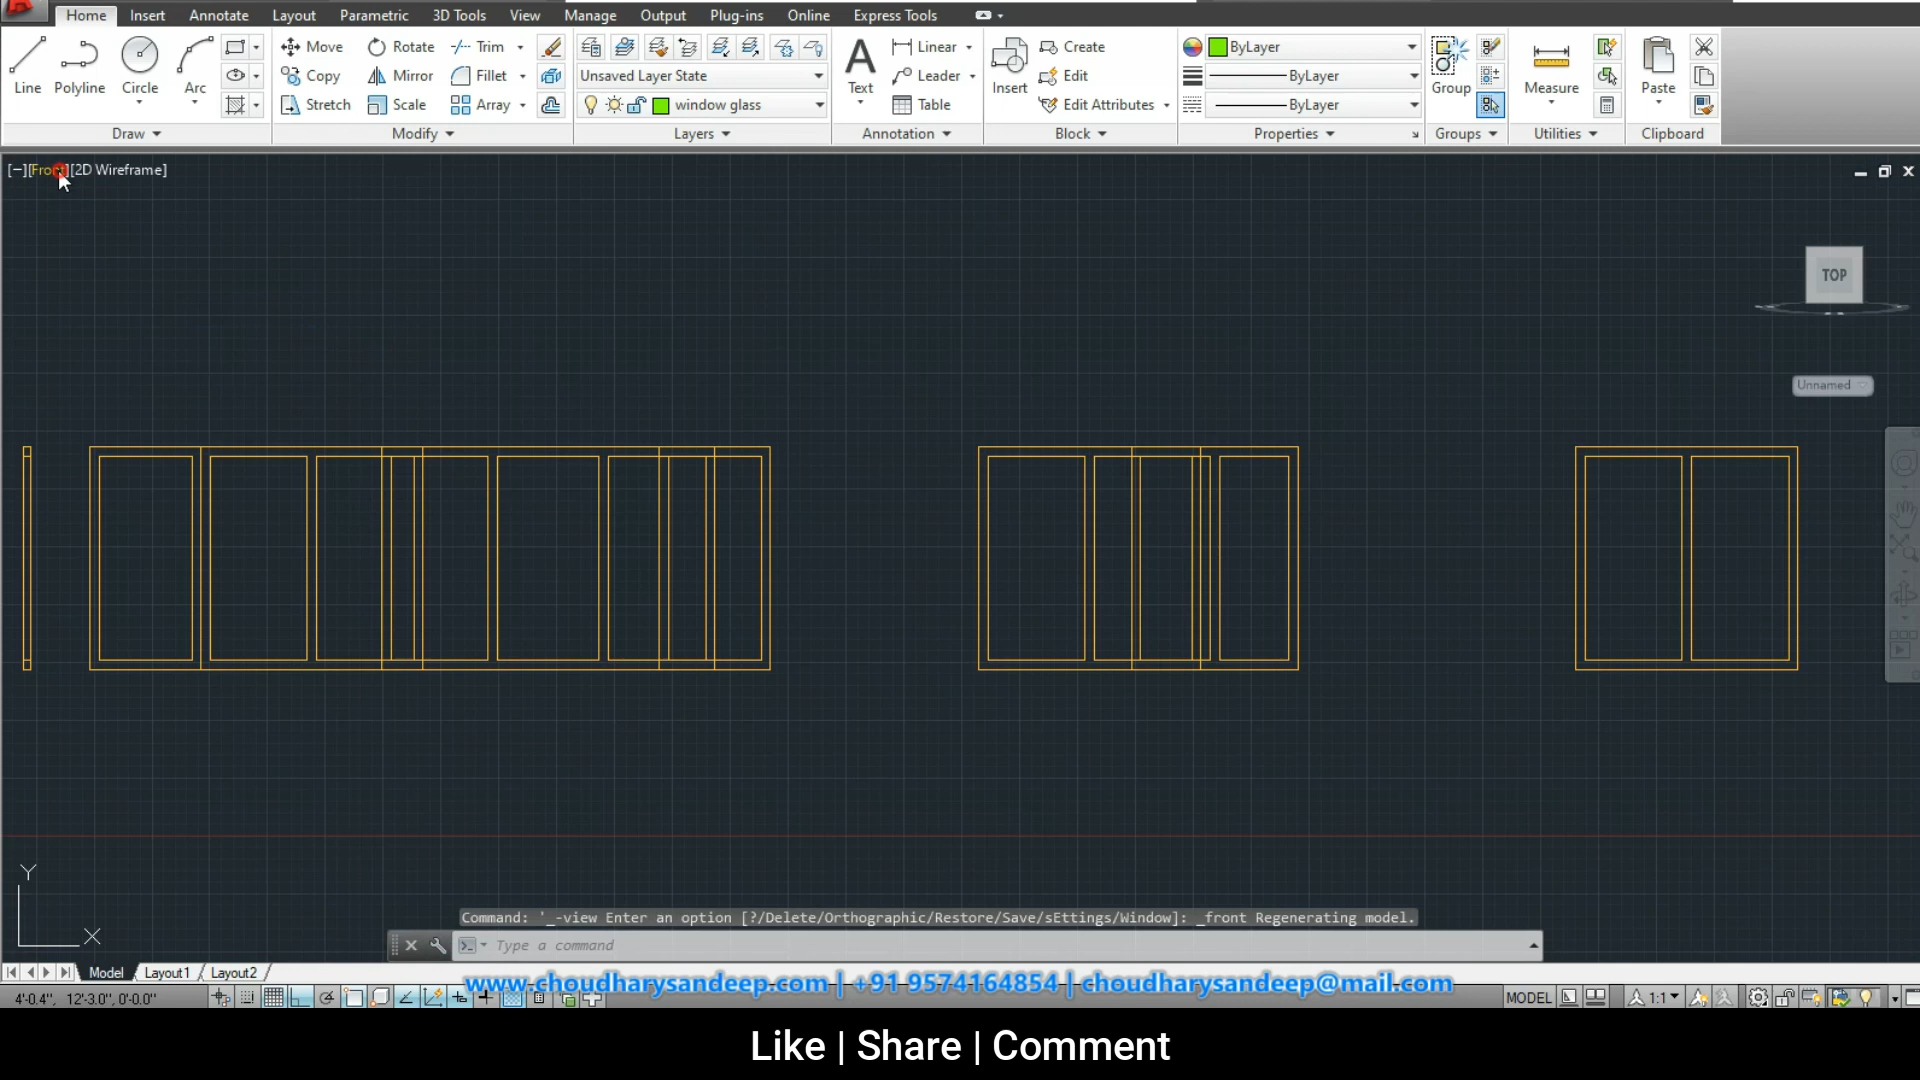 Home Insert Annotate Layout Parametric 3D Tools View Manage Output Plug-ins Online Express Tools
Line Polyline Circle Arc
Move Rotate Trim
Copy Mirror Fillet
Stretch Scale Array
Unsaved Layer State
window glass
Text
Linear
Leader
Table
Insert
Create
Edit
Edit Attributes
ByLayer
ByLayer
ByLayer
Group Measure Paste
Draw Modify Layers Annotation Block Properties Groups Utilities Clipboard
[−][Front][2D Wireframe]
TOP
Unnamed
Y
X
Command: '_-view Enter an option [?/Delete/Orthographic/Restore/Save/sEttings/Window]: _front Regenerating model.
Type a command
Model Layout1 Layout2
www.choudharysandeep.com | +91 9574164854 | choudharysandeep@mail.com
4'-0.4", 12'-3.0", 0'-0.0"
MODEL 1:1
Like | Share | Comment